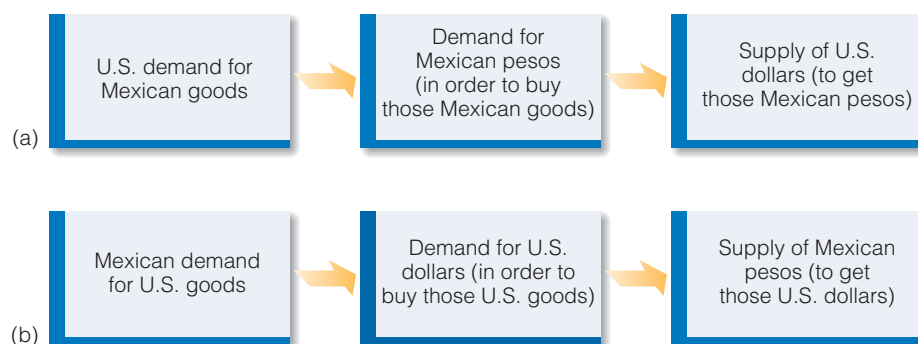 U.S. demand for
Mexican goods
Demand for
Mexican pesos
(in order to buy
those Mexican goods)
Supply of U.S.
dollars (to get
those Mexican pesos)
(a)
Mexican demand
for U.S. goods
Demand for U.S.
dollars (in order to
buy those U.S. goods)
Supply of Mexican
pesos (to get
those U.S. dollars)
(b)